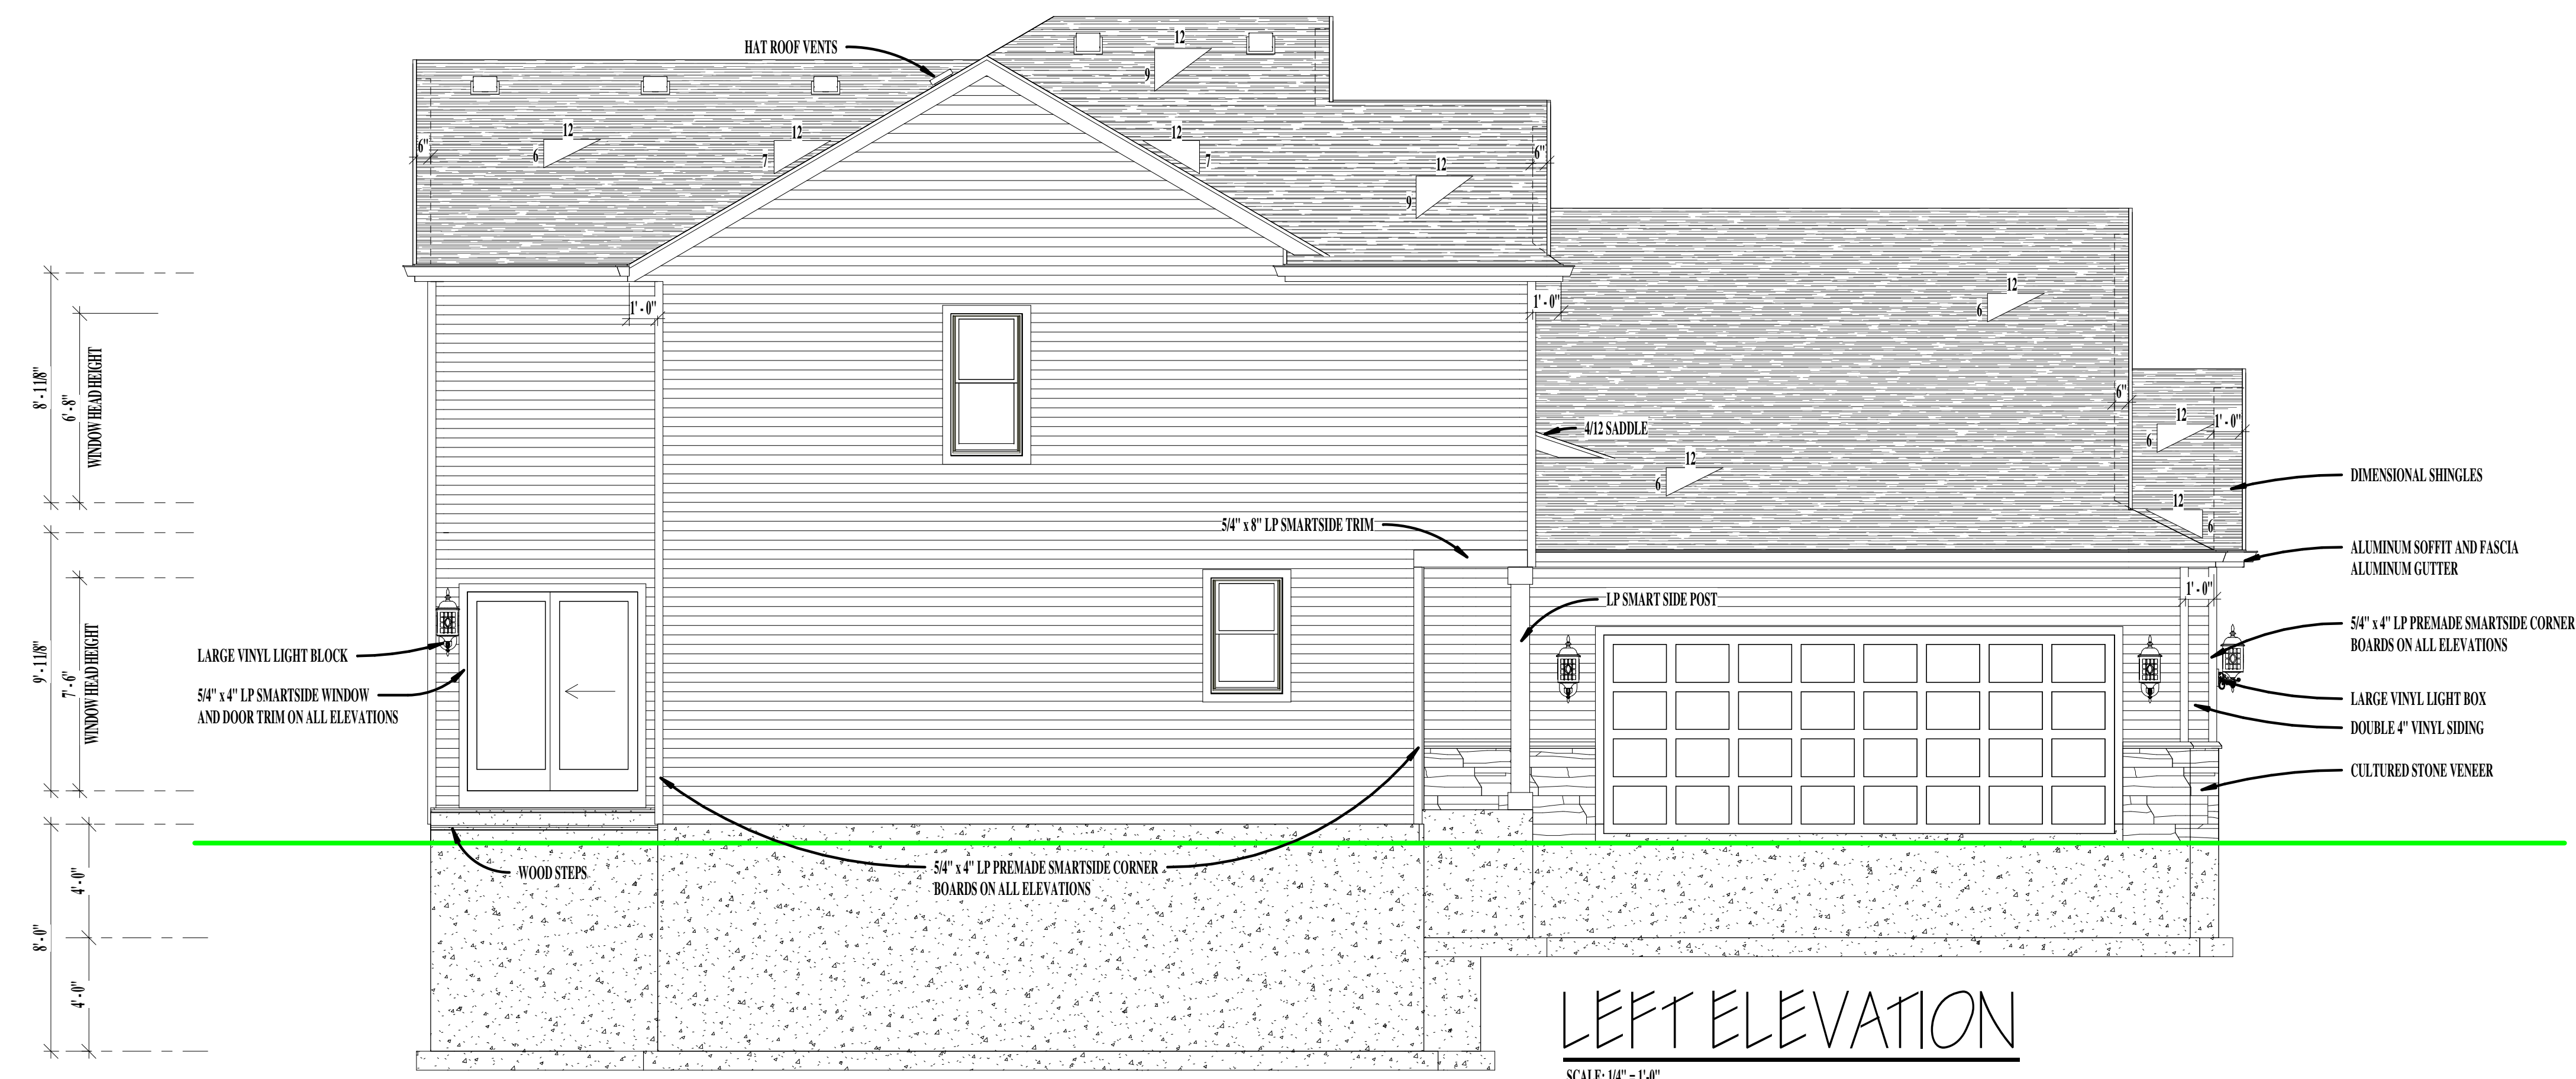 HAT ROOF VENTS
12
9
12
6
12
7
12
7
12
9
6"
6"
1' - 0"
1' - 0"
12
6
8' - 1 1/8"
6' - 8"
WINDOW HEAD HEIGHT
4/12 SADDLE
12
6
6"
12
6
1' - 0"
12
6
DIMENSIONAL SHINGLES
5/4" x 8" LP SMARTSIDE TRIM
ALUMINUM SOFFIT AND FASCIA
ALUMINUM GUTTER
1' - 0"
LP SMART SIDE POST
5/4" x 4" LP PREMADE SMARTSIDE CORNER
BOARDS ON ALL ELEVATIONS
9' - 1 1/8"
7' - 6"
WINDOW HEAD HEIGHT
LARGE VINYL LIGHT BLOCK
5/4" x 4" LP SMARTSIDE WINDOW
AND DOOR TRIM ON ALL ELEVATIONS
LARGE VINYL LIGHT BOX
DOUBLE 4" VINYL SIDING
CULTURED STONE VENEER
WOOD STEPS
5/4" x 4" LP PREMADE SMARTSIDE CORNER
BOARDS ON ALL ELEVATIONS
8' - 0"
4' - 0"
4' - 0"
LEFT ELEVATION
SCALE: 1/4" = 1'-0"